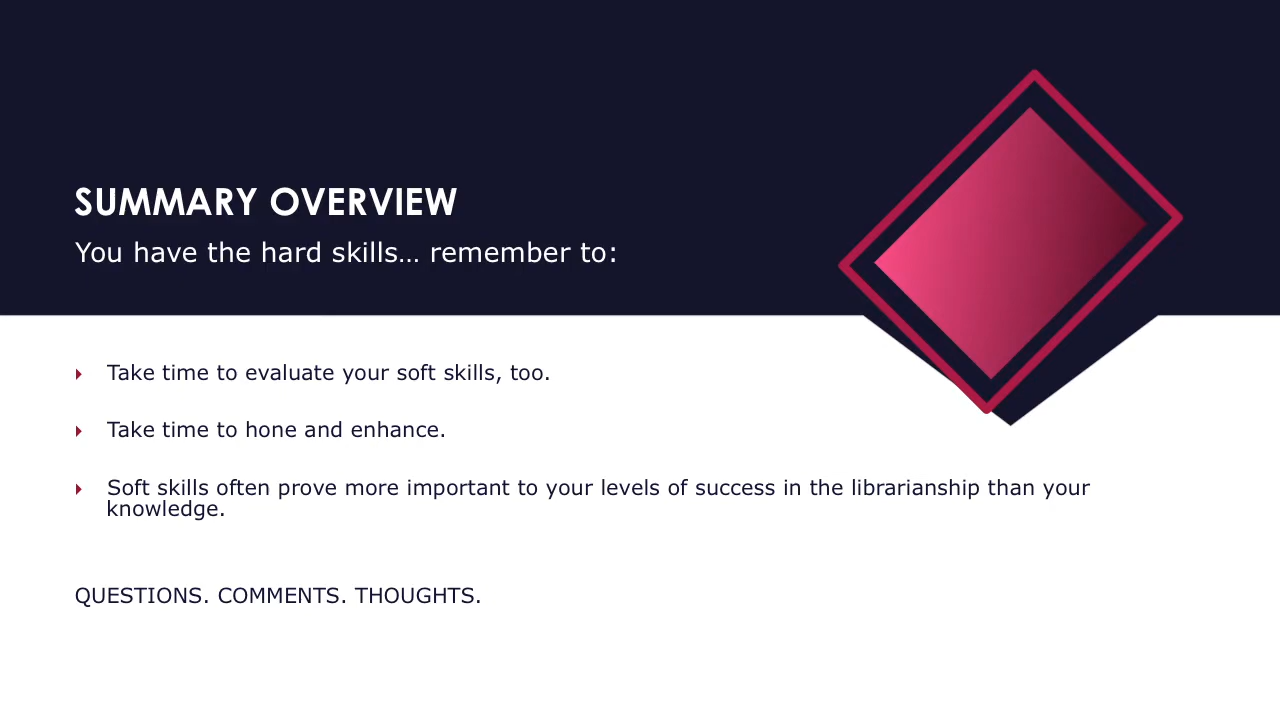 SUMMARY OVERVIEW
You have the hard skills… remember to:
Take time to evaluate your soft skills, too.
Take time to hone and enhance.
Soft skills often prove more important to your levels of success in the librarianship than your
knowledge.
QUESTIONS. COMMENTS. THOUGHTS.